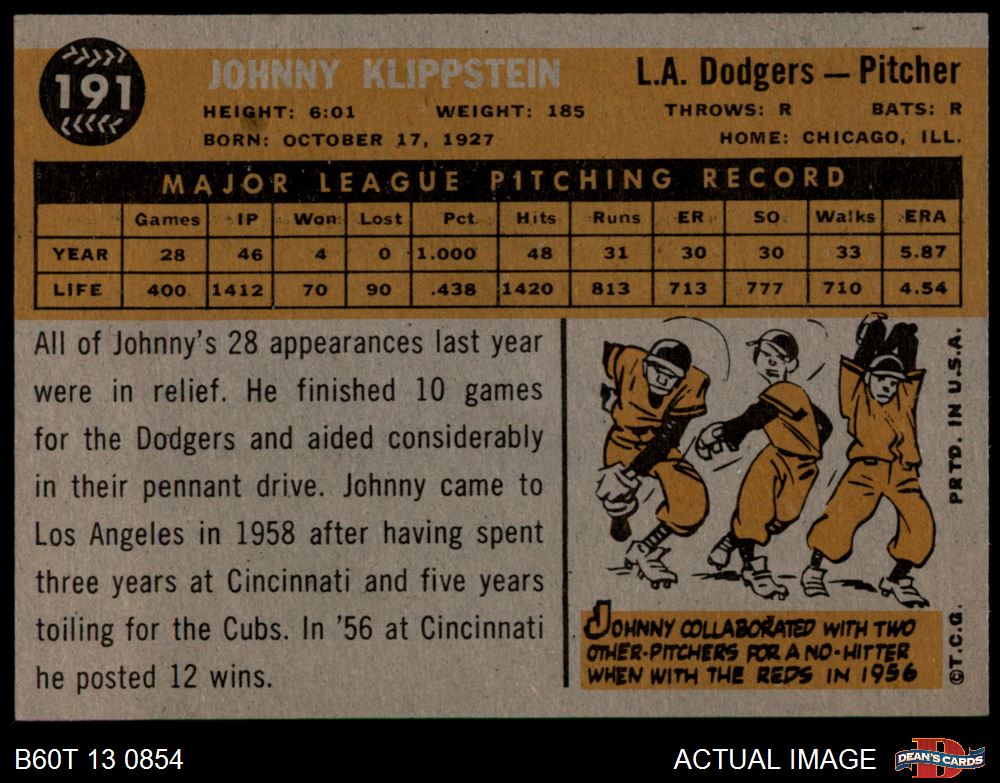 191
JOHNNY KLIPPSTEIN
L.A. Dodgers — Pitcher
HEIGHT: 6:01 WEIGHT: 185 THROWS: R BATS: R
BORN: OCTOBER 17, 1927 HOME: CHICAGO, ILL.
MAJOR LEAGUE PITCHING RECORD
Games IP Won Lost Pct. Hits Runs ER SO Walks ERA
YEAR 28 46 4 0 1.000 48 31 30 30 33 5.87
LIFE 400 1412 70 90 .438 1420 813 713 777 710 4.54
All of Johnny's 28 appearances last year
were in relief. He finished 10 games
for the Dodgers and aided considerably
in their pennant drive. Johnny came to
Los Angeles in 1958 after having spent
three years at Cincinnati and five years
toiling for the Cubs. In '56 at Cincinnati
he posted 12 wins.
JOHNNY COLLABORATED WITH TWO
OTHER-PITCHERS FOR A NO-HITTER
WHEN WITH THE REDS IN 1956
©T.C.G. PRTD. IN U.S.A.
B60T 13 0854
ACTUAL IMAGE
D
DEAN'S CARDS